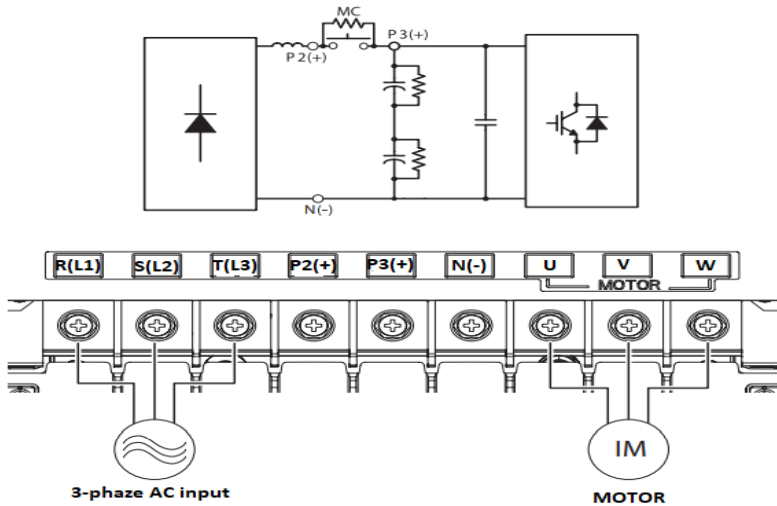 MC
P2(+)
P3(+)
N(-)
R(L1) S(L2) T(L3) P2(+) P3(+) N(-) U V W
MOTOR
IM
3-phaze AC input
MOTOR